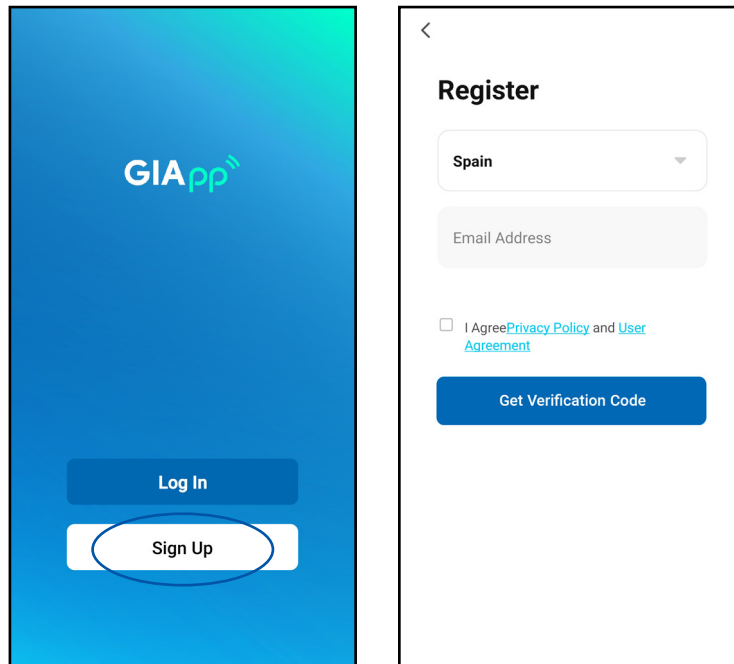 GIApp
Log In
Sign Up
Register
Spain
Email Address
I AgreePrivacy Policy and User
Agreement
Get Verification Code